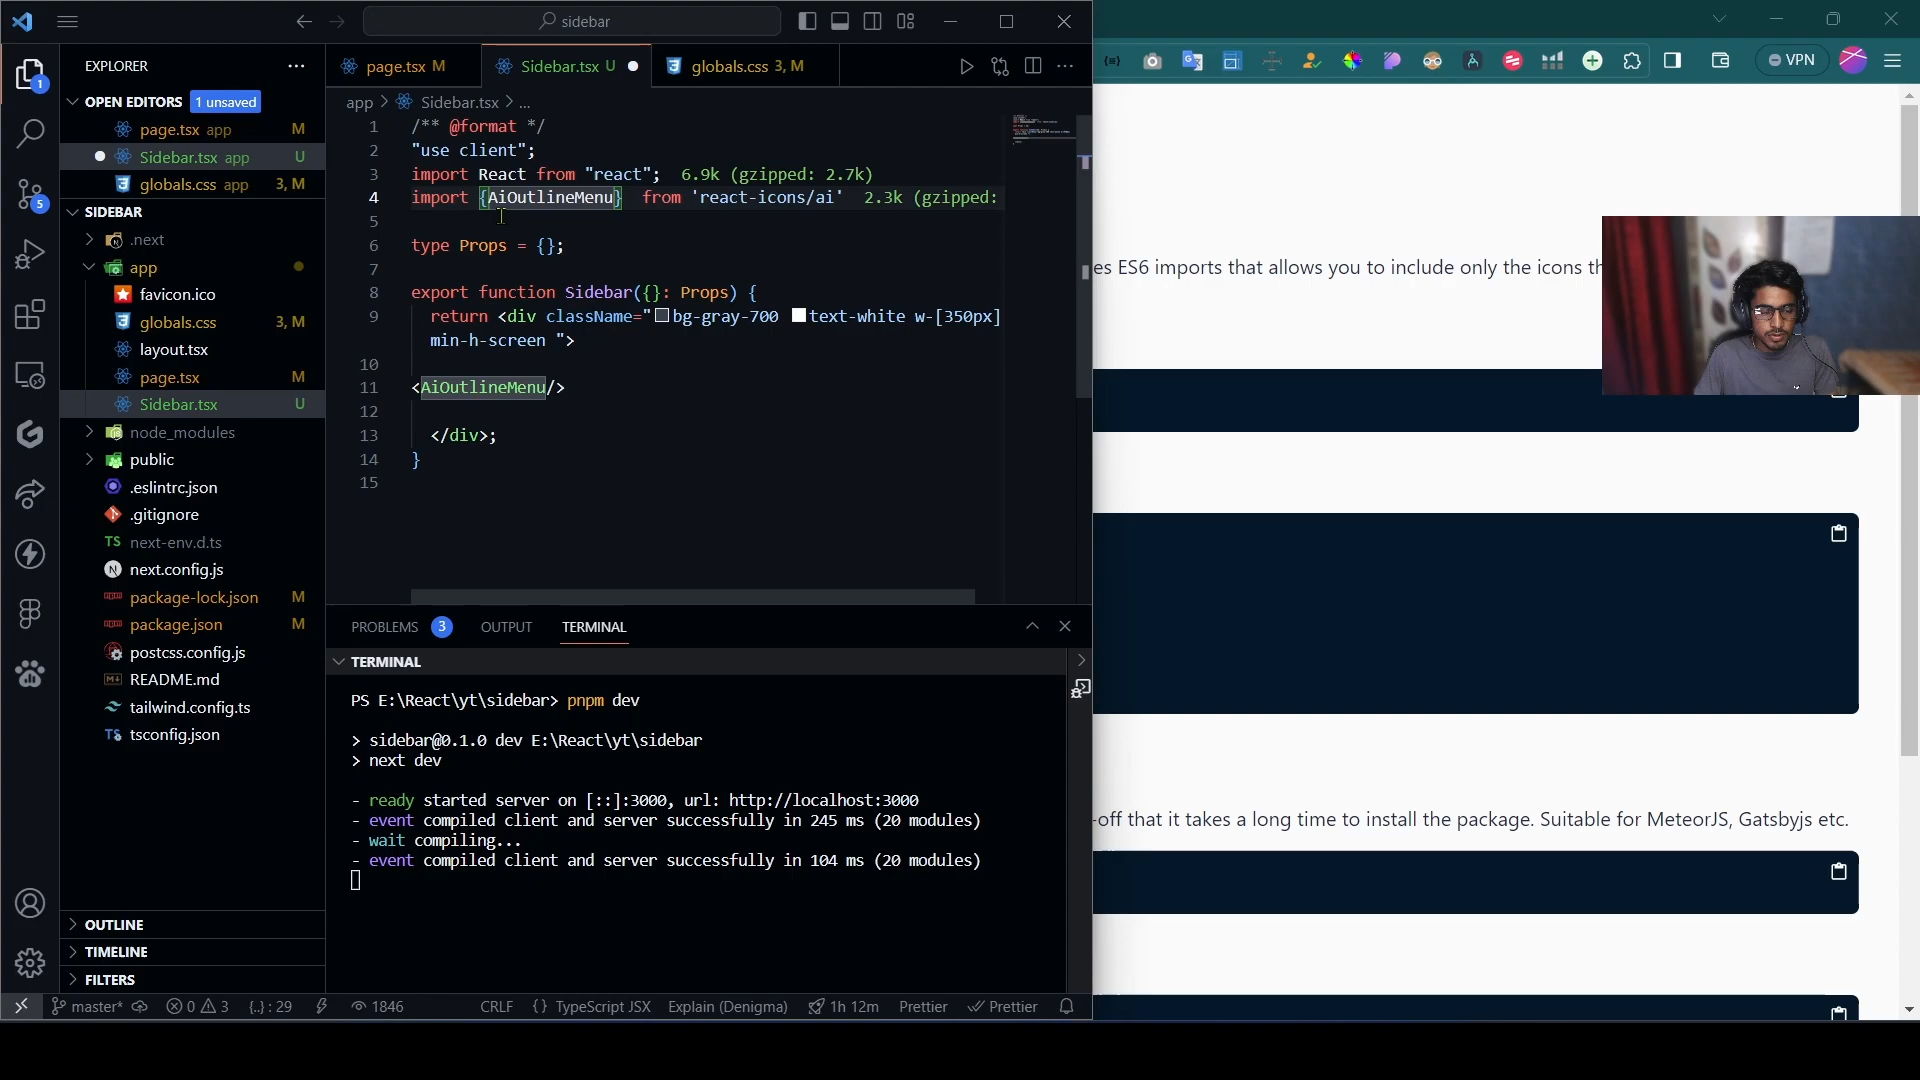 sidebar
EXPLORER
OPEN EDITORS 1 unsaved
page.tsx app M
Sidebar.tsx app U
globals.css app 3, M
SIDEBAR
.next
app
favicon.ico
globals.css 3, M
layout.tsx
page.tsx M
Sidebar.tsx U
node_modules
public
.eslintrc.json
.gitignore
TS next-env.d.ts
next.config.js
package-lock.json M
package.json M
postcss.config.js
README.md
tailwind.config.ts
tsconfig.json
OUTLINE
TIMELINE
FILTERS
page.tsx M Sidebar.tsx U globals.css 3, M
app > Sidebar.tsx > ...
1 /** @format */
2 "use client";
3 import React from "react"; 6.9k (gzipped: 2.7k)
4 import {AiOutlineMenu} from 'react-icons/ai' 2.3k (gzipped:
5
6 type Props = {};
7
8 export function Sidebar({}: Props) {
9 return <div className="bg-gray-700 text-white w-[350px]
min-h-screen ">
10
11 <AiOutlineMenu/>
12
13 </div>;
14 }
15
PROBLEMS 3 OUTPUT TERMINAL
TERMINAL
PS E:\React\yt\sidebar> pnpm dev
> sidebar@0.1.0 dev E:\React\yt\sidebar
> next dev
- ready started server on [::]:3000, url: http://localhost:3000
- event compiled client and server successfully in 245 ms (20 modules)
- wait compiling...
- event compiled client and server successfully in 104 ms (20 modules)
master* 0 3 {..} : 29 1846 CRLF {} TypeScript JSX Explain (Denigma) 1h 12m Prettier Prettier
VPN
es ES6 imports that allows you to include only the icons th
-off that it takes a long time to install the package. Suitable for MeteorJS, Gatsbyjs etc.